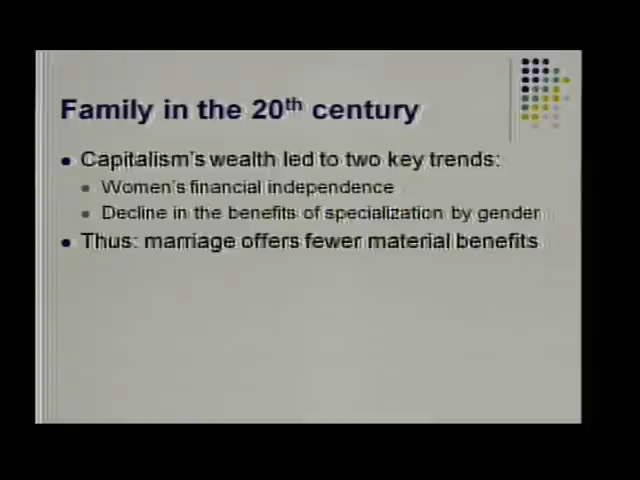 Family in the 20th century
Capitalism's wealth led to two key trends:
Women's financial independence
Decline in the benefits of specialization by gender
Thus: marriage offers fewer material benefits